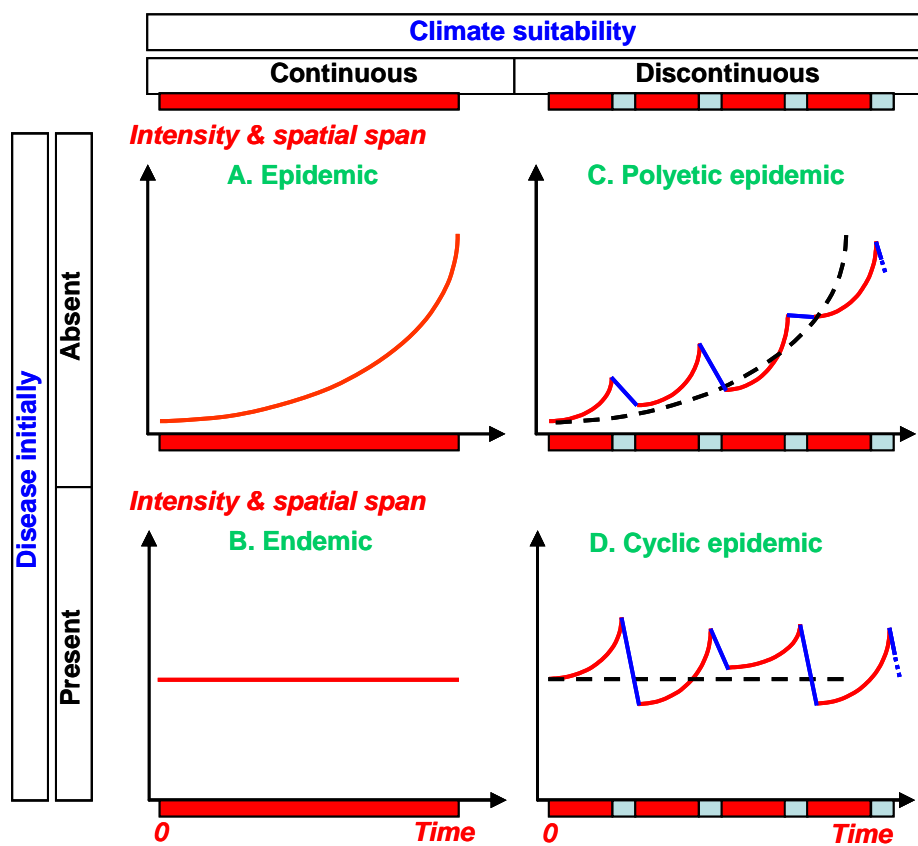 Climate suitability
Continuous
Discontinuous
Disease initially
Absent
Present
Intensity & spatial span
A. Epidemic
C. Polyetic epidemic
Intensity & spatial span
B. Endemic
D. Cyclic epidemic
0
Time
0
Time